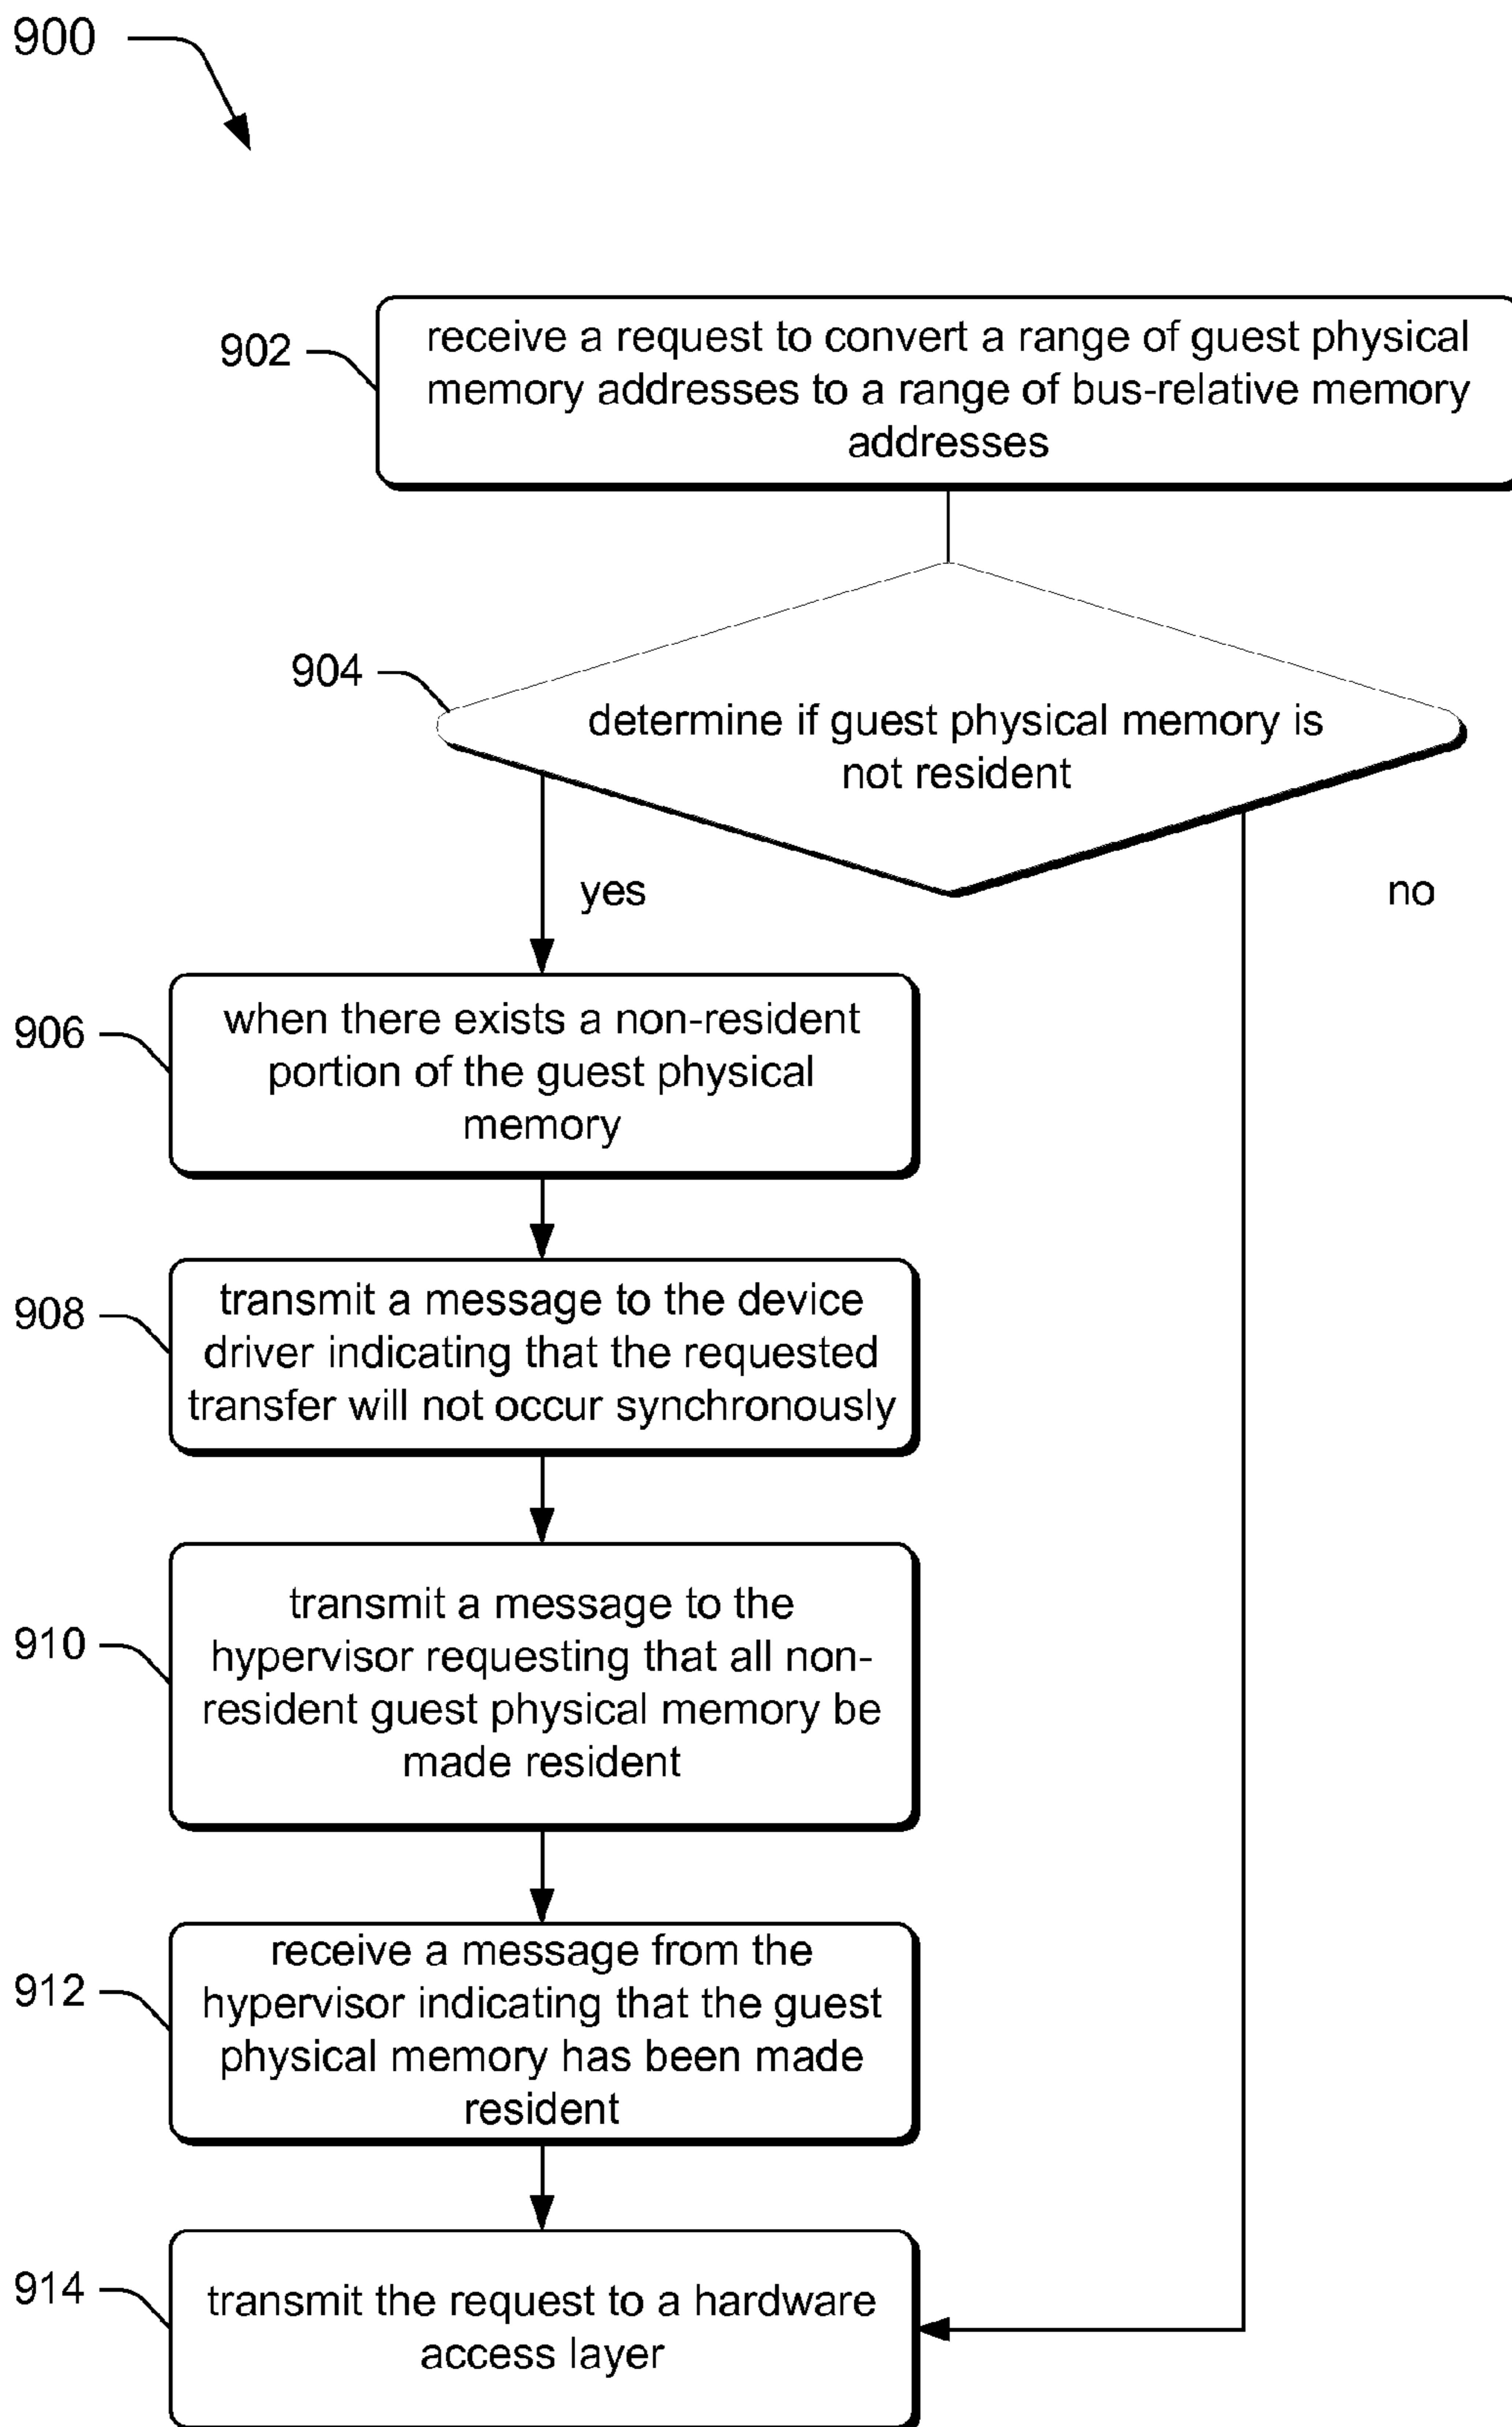 900
902
receive a request to convert a range of guest physical
memory addresses to a range of bus-relative memory
addresses
904
determine if guest physical memory is
not resident
yes
no
906
when there exists a non-resident
portion of the guest physical
memory
908
transmit a message to the device
driver indicating that the requested
transfer will not occur synchronously
910
transmit a message to the
hypervisor requesting that all non-
resident guest physical memory be
made resident
912
receive a message from the
hypervisor indicating that the guest
physical memory has been made
resident
914
transmit the request to a hardware
access layer